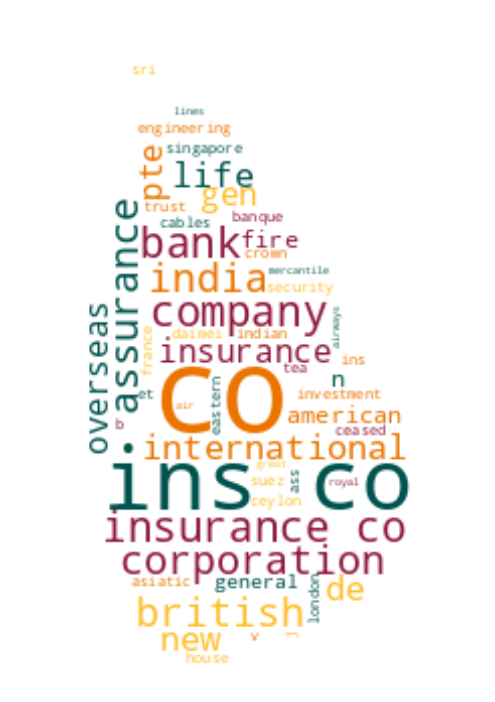 sri
lines
engineering
singapore
pte
life
gen
trust
banque
cables
assurance
bank
fire
crown
india
mercantile
security
overseas
company
airways
france
daimei
indian
insurance
ins
tea
n
co
eastern
et
air
investment
american
b
ceased
international
great
ins co
suez
ass
royal
ceylon
insurance co
corporation
asiatic
general
london
de
british
new
v
house